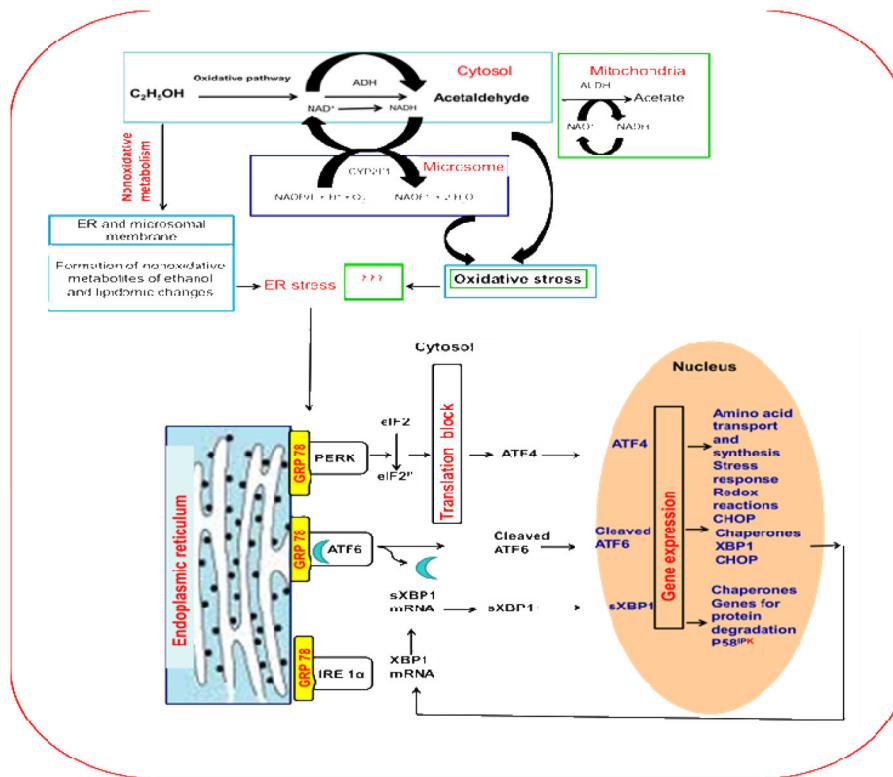 Cytosol
Oxidative pathway
ADH
C₂H₅OH
Acetaldehyde
NAD⁺
NADH
Mitochondria
ALDH
Acetate
NADH
Nonoxidative
metabolism
Microsome
ER and microsomal
membrane
Formation of nonoxidative
metabolites of ethanol
and lipidomic changes
ER stress
???
Oxidative stress
Cytosol
Nucleus
Endoplasmic reticulum
GRP 78
PERK
eIF2
eIF2ᴾ
Translation block
ATF4
ATF4
Gene expression
Amino acid
transport
and
synthesis
Stress
response
Redox
reactions
CHOP
Chaperones
XBP1
CHOP
GRP 78
ATF6
Cleaved
ATF6
Cleaved
ATF6
sXBP1
mRNA
sXBP1
sXBP1
Chaperones
Genes for
protein
degradation
P58ᴵᴾᴷ
GRP 78
IRE 1α
XBP1
mRNA